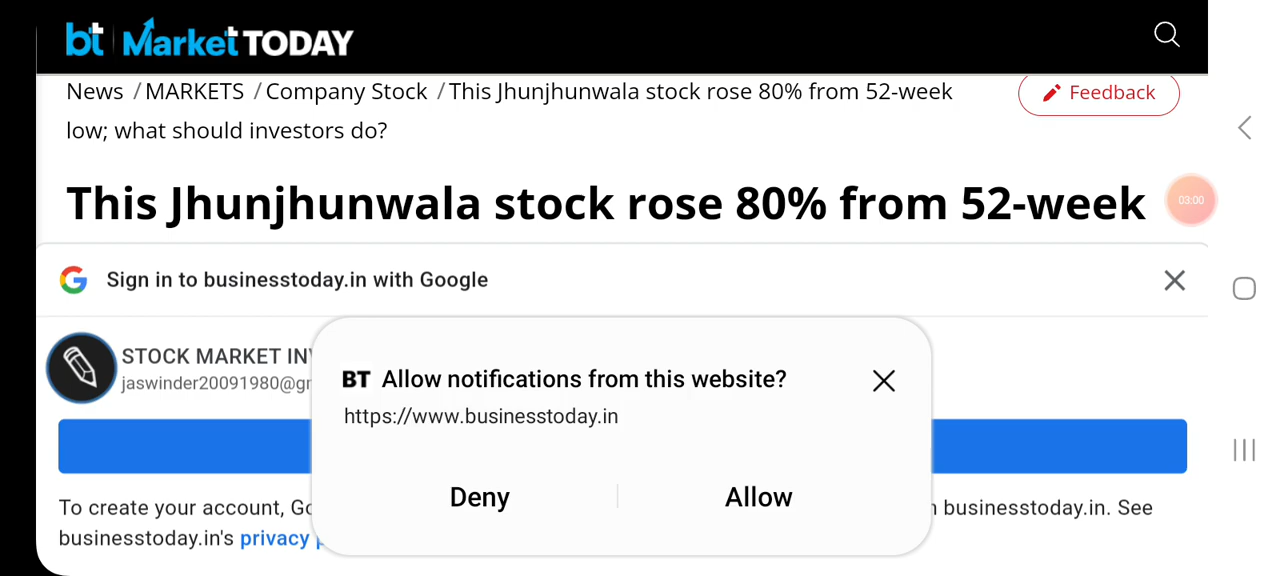 bt Market TODAY
News / MARKETS / Company Stock / This Jhunjhunwala stock rose 80% from 52-week
low; what should investors do?
Feedback
This Jhunjhunwala stock rose 80% from 52-week
03:00
Sign in to businesstoday.in with Google
STOCK MARKET
jaswinder20091980@
BT Allow notifications from this website?
https://www.businesstoday.in
Deny
Allow
To create your account,
businesstoday.in. See
businesstoday.in's privacy